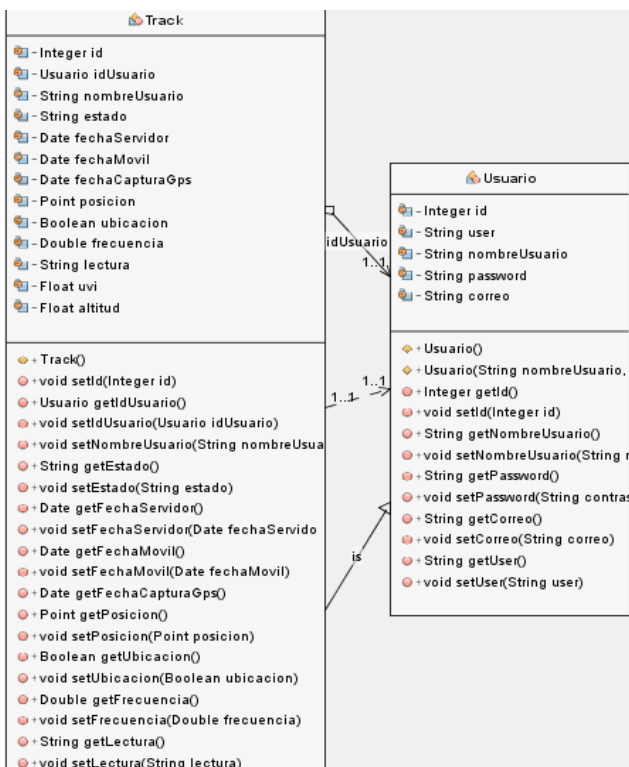 Track
- Integer id
- Usuario idUsuario
- String nombreUsuario
- String estado
- Date fechaServidor
- Date fechaMovil
- Date fechaCapturaGps
- Point posicion
- Boolean ubicacion
- Double frecuencia
- String lectura
- Float uvi
- Float altitud
+ Track()
+ void setId(Integer id)
+ Usuario getIdUsuario()
+ void setIdUsuario(Usuario idUsuario)
+ void setNombreUsuario(String nombreUsua
+ String getEstado()
+ void setEstado(String estado)
+ Date getFechaServidor()
+ void setFechaServidor(Date fechaServido
+ Date getFechaMovil()
+ void setFechaMovil(Date fechaMovil)
+ Date getFechaCapturaGps()
+ Point getPosicion()
+ void setPosicion(Point posicion)
+ Boolean getUbicacion()
+ void setUbicacion(Boolean ubicacion)
+ Double getFrecuencia()
+ void setFrecuencia(Double frecuencia)
+ String getLectura()
+ void setLectura(String lectura)
idUsuario
1..1
1..1
1..1
is
Usuario
- Integer id
- String user
- String nombreUsuario
- String password
- String correo
+ Usuario()
+ Usuario(String nombreUsuario,
+ Integer getId()
+ void setId(Integer id)
+ String getNombreUsuario()
+ void setNombreUsuario(String
+ String getPassword()
+ void setPassword(String contras
+ String getCorreo()
+ void setCorreo(String correo)
+ String getUser()
+ void setUser(String user)